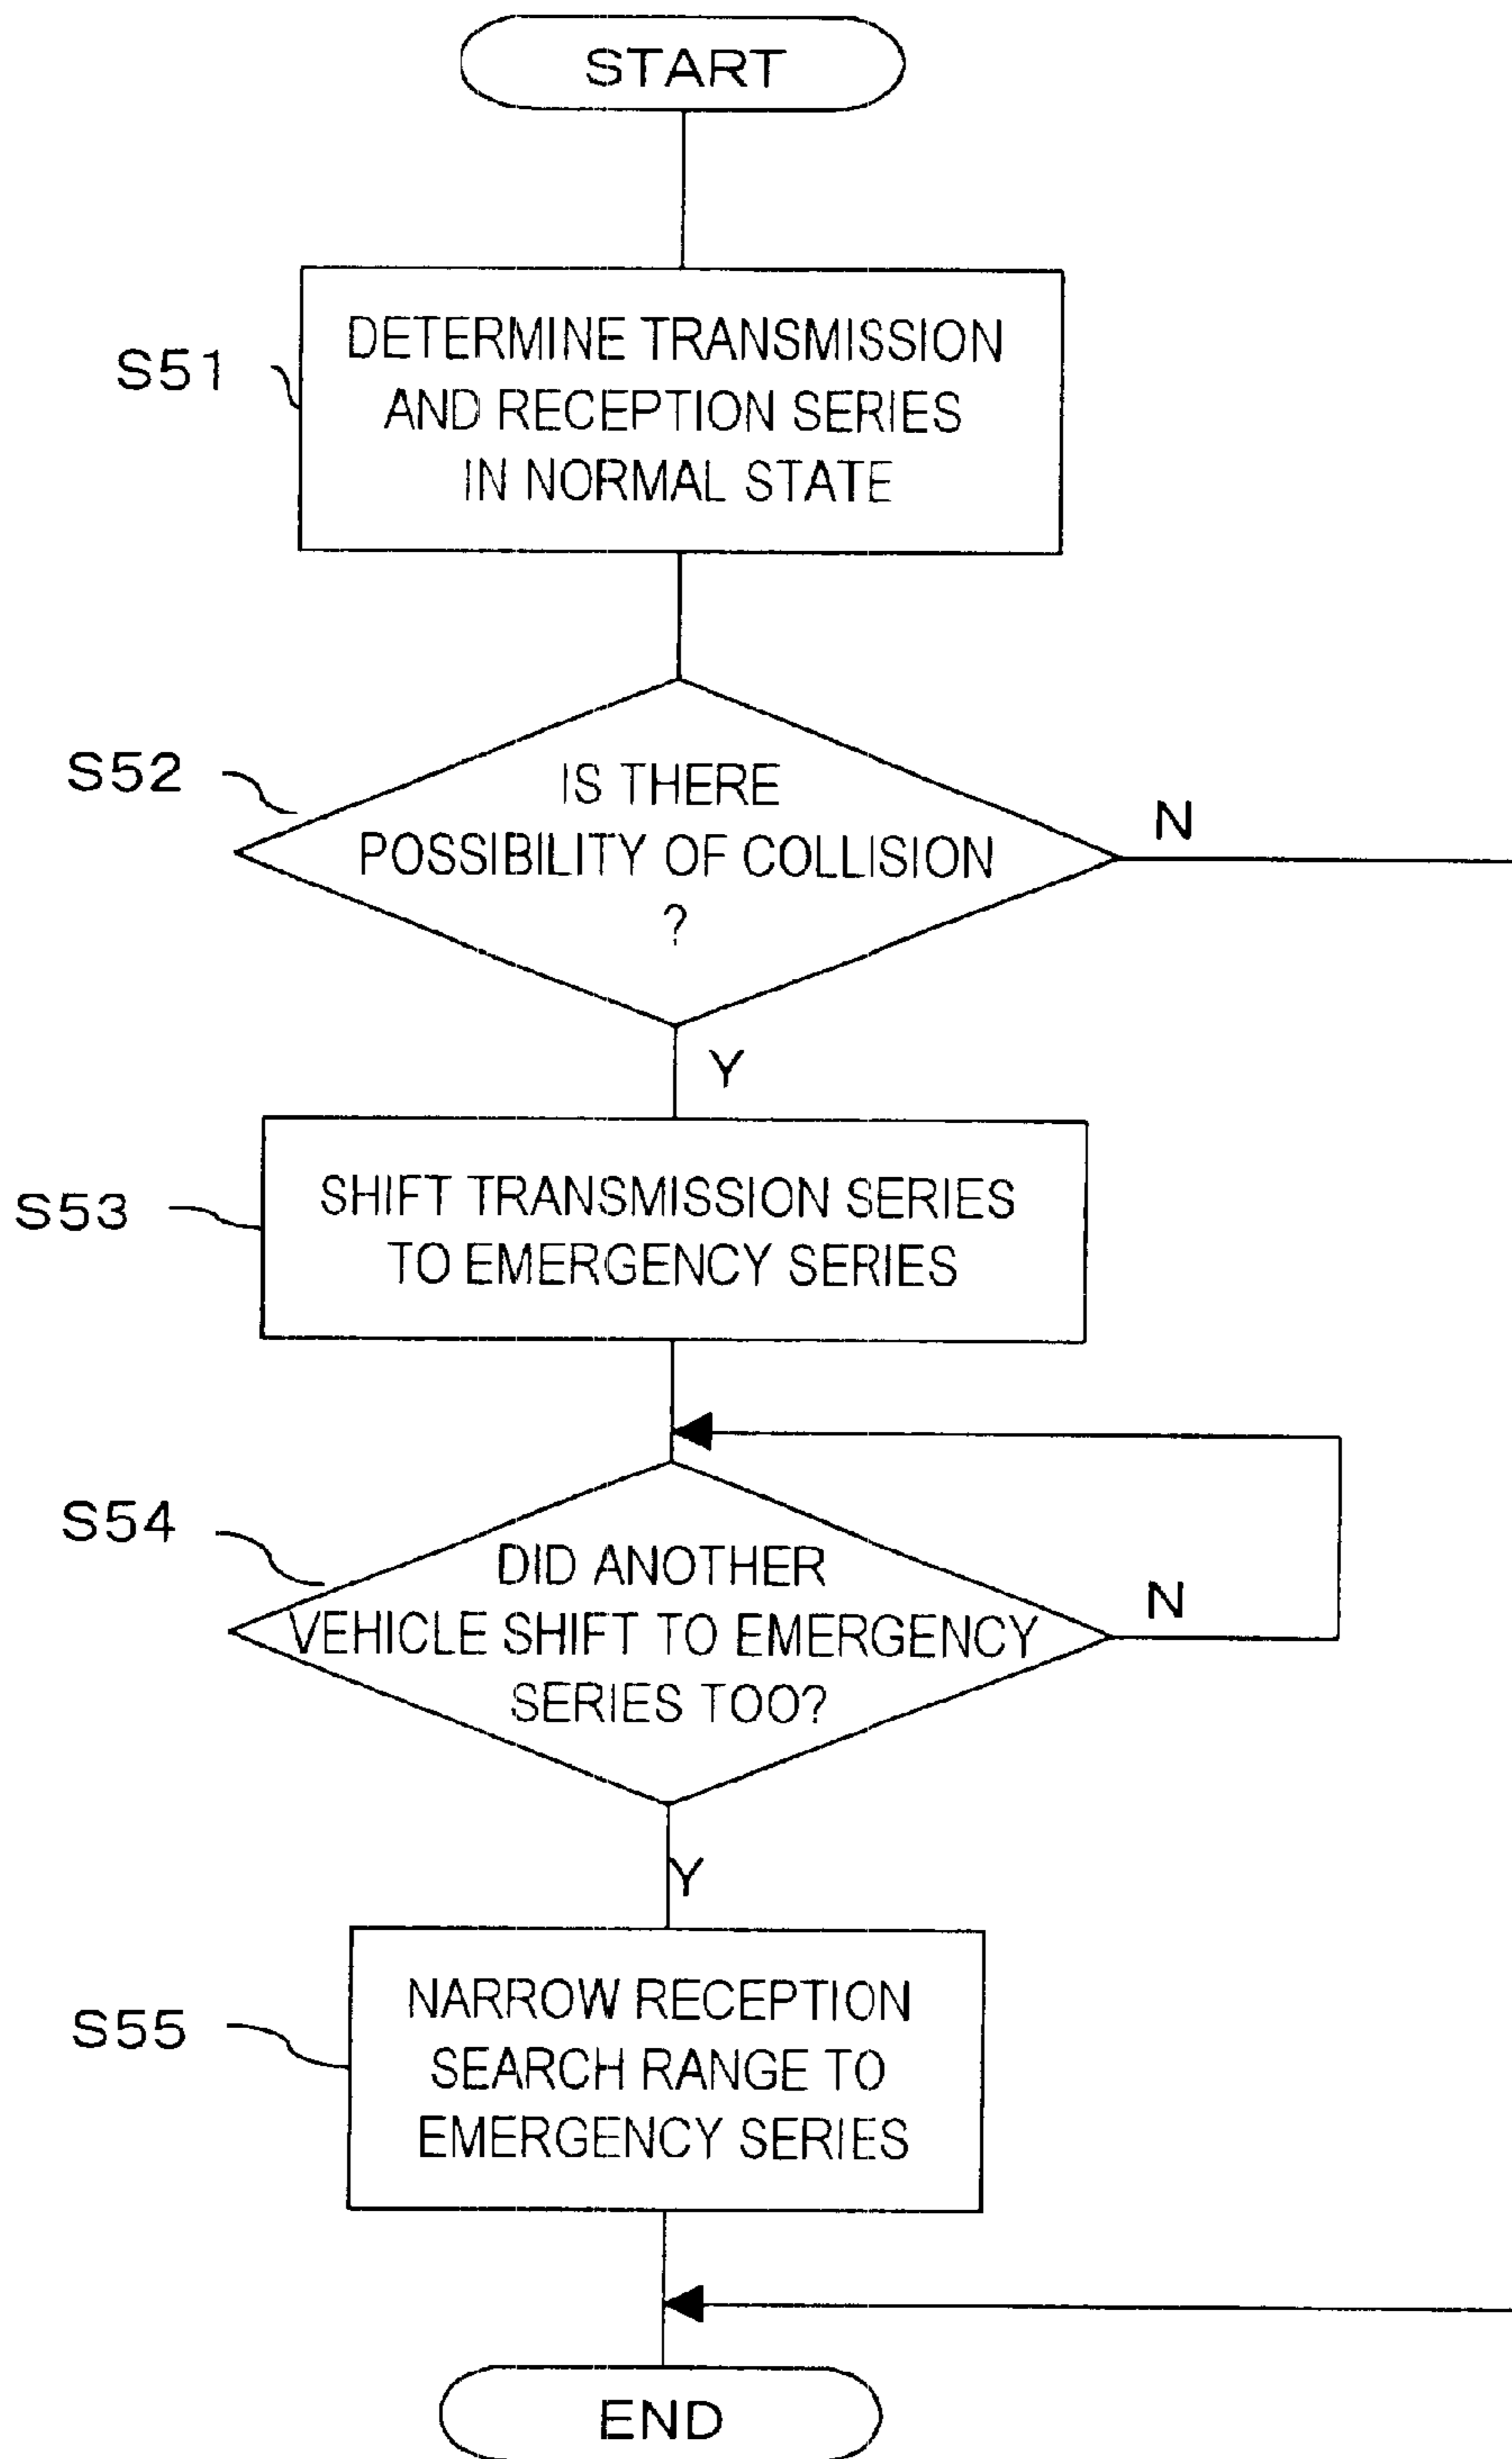 START
S51
DETERMINE TRANSMISSION
AND RECEPTION SERIES
IN NORMAL STATE
S52
IS THERE
POSSIBILITY OF COLLISION
?
N
Y
S53
SHIFT TRANSMISSION SERIES
TO EMERGENCY SERIES
S54
DID ANOTHER
VEHICLE SHIFT TO EMERGENCY
SERIES TOO?
N
Y
S55
NARROW RECEPTION
SEARCH RANGE TO
EMERGENCY SERIES
END